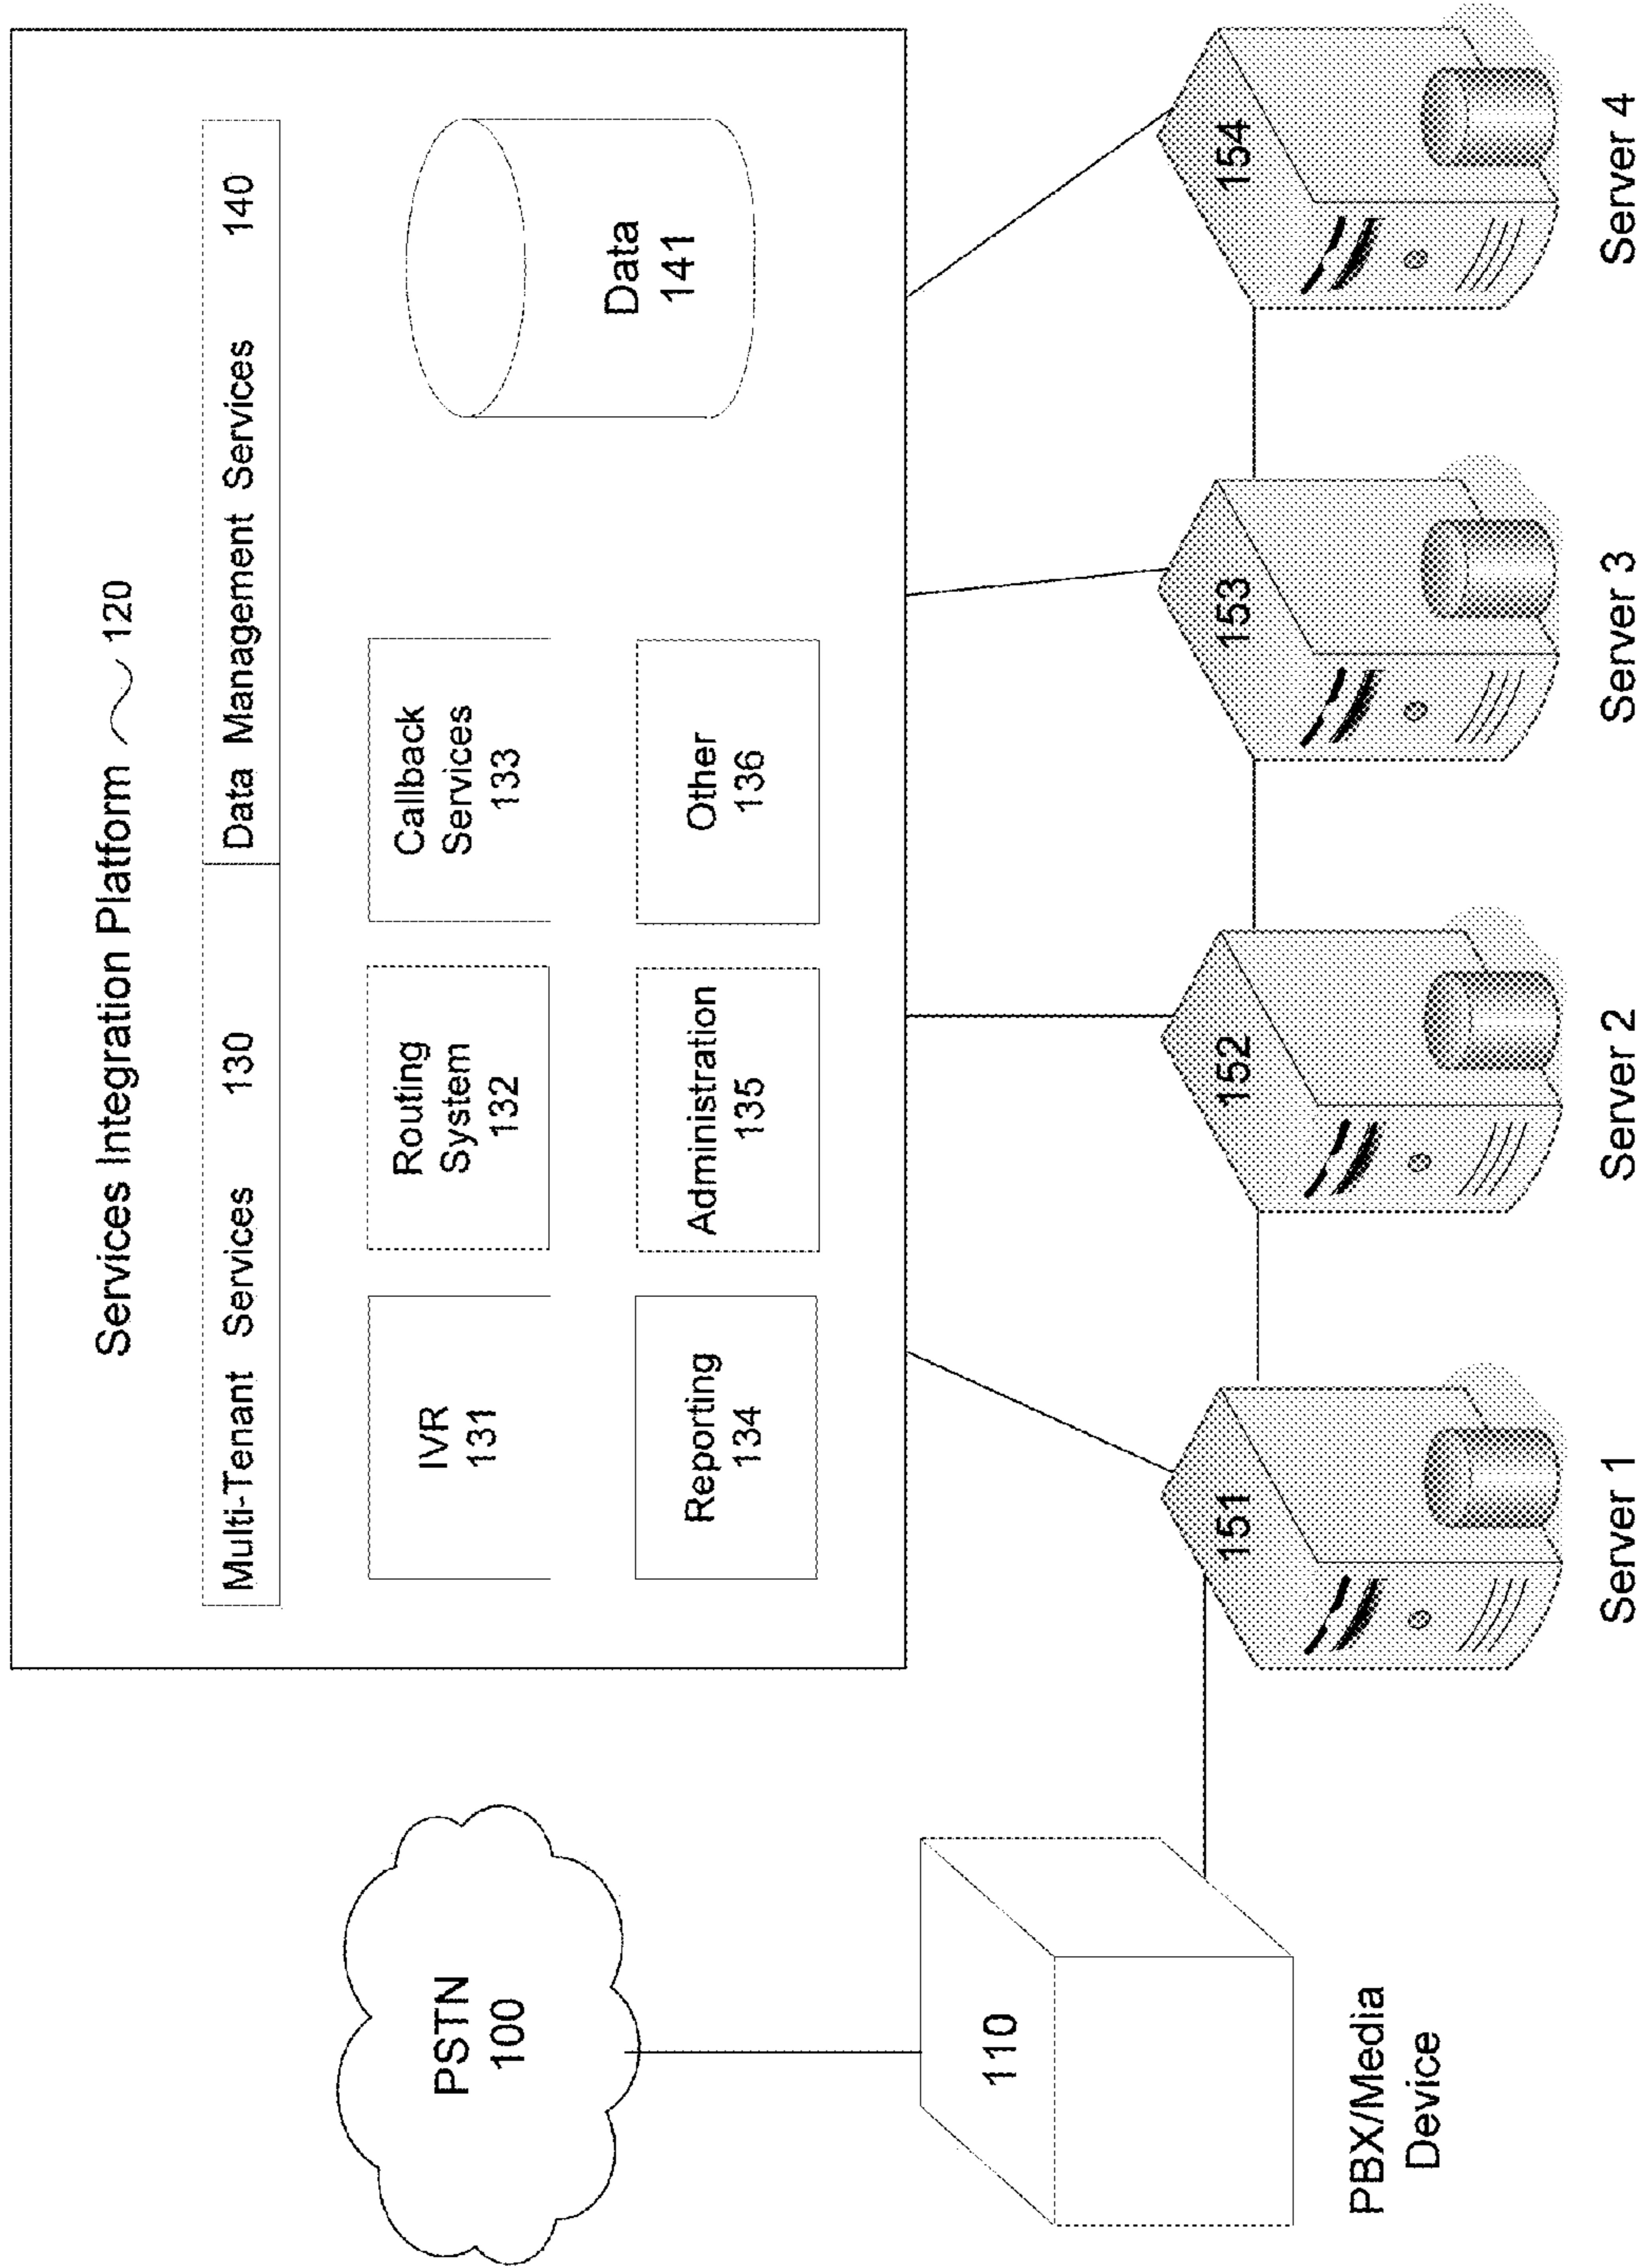 Services Integration Platform 120
Multi-Tenant Services 130
Data Management Services 140
IVR
131
Routing
System
132
Callback
Services
133
Reporting
134
Administration
135
Other
136
Data
141
PSTN
100
110
PBX/Media
Device
151
152
153
154
Server 1
Server 2
Server 3
Server 4